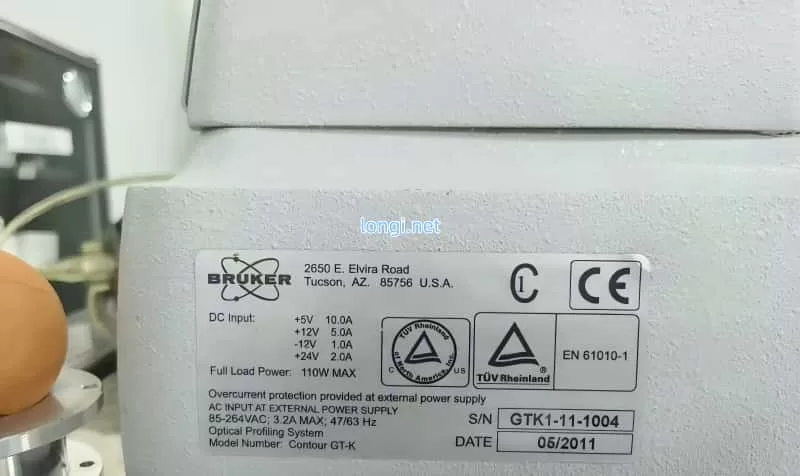 longi.net
BRUKER
2650 E. Elvira Road
Tucson, AZ. 85756 U.S.A.
C1
CE
DC Input: +5V 10.0A
+12V 5.0A
-12V 1.0A
+24V 2.0A
Full Load Power: 110W MAX
TÜV Rheinland
of North America, Inc.
C US
TÜV Rheinland®
EN 61010-1
Overcurrent protection provided at external power supply
AC INPUT AT EXTERNAL POWER SUPPLY
85-264VAC; 3.2A MAX; 47/63 Hz
Optical Profiling System
Model Number: Contour GT-K
S/N GTK1-11-1004
DATE 05/2011